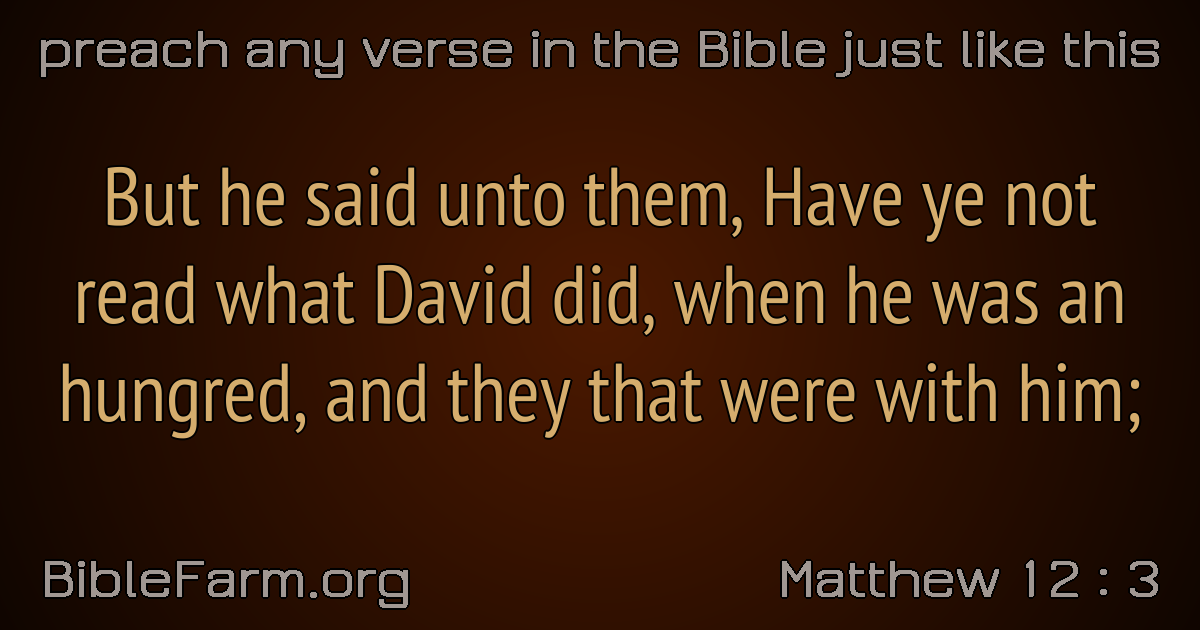 preach any verse in the Bible just like this
But he said unto them, Have ye not
read what David did, when he was an
hungred, and they that were with him;
BibleFarm.org
Matthew 12 : 3